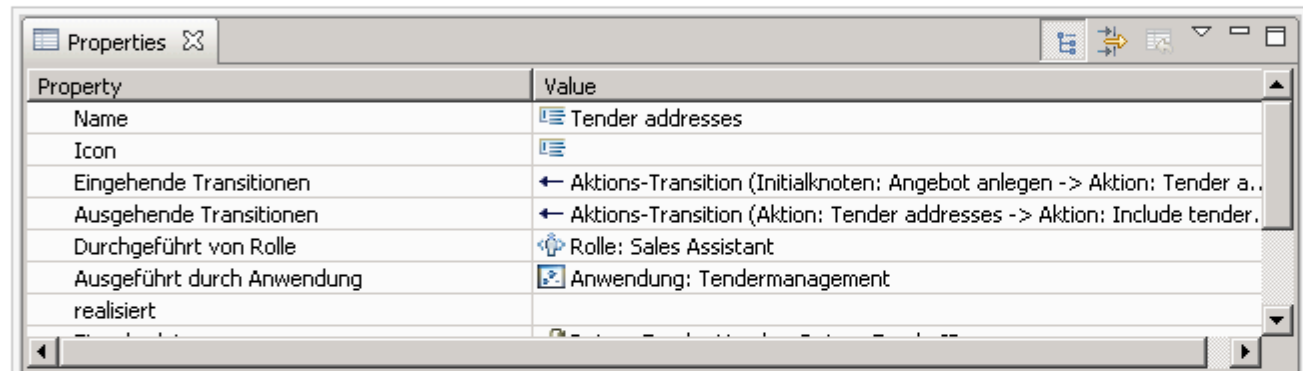 Properties
Property Value
Name Tender addresses
Icon
Eingehende Transitionen Aktions-Transition (Initialknoten: Angebot anlegen -> Aktion: Tender a..
Ausgehende Transitionen Aktions-Transition (Aktion: Tender addresses -> Aktion: Include tender.
Durchgeführt von Rolle Rolle: Sales Assistant
Ausgeführt durch Anwendung Anwendung: Tendermanagement
realisiert